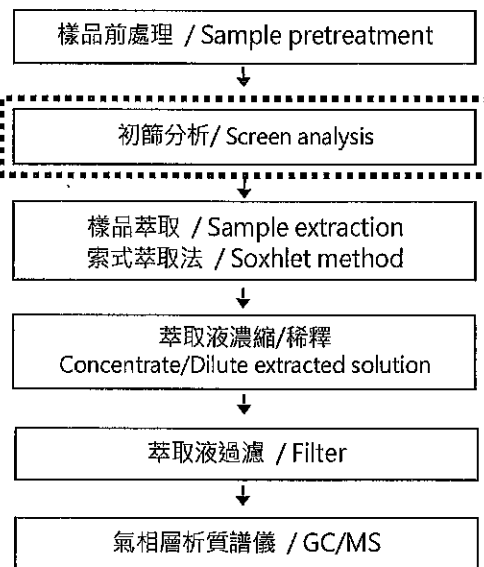 樣品前處理 / Sample pretreatment
初篩分析/ Screen analysis
樣品萃取 / Sample extraction
索式萃取法 / Soxhlet method
萃取液濃縮/稀釋
Concentrate/Dilute extracted solution
萃取液過濾 / Filter
氣相層析質譜儀 / GC/MS